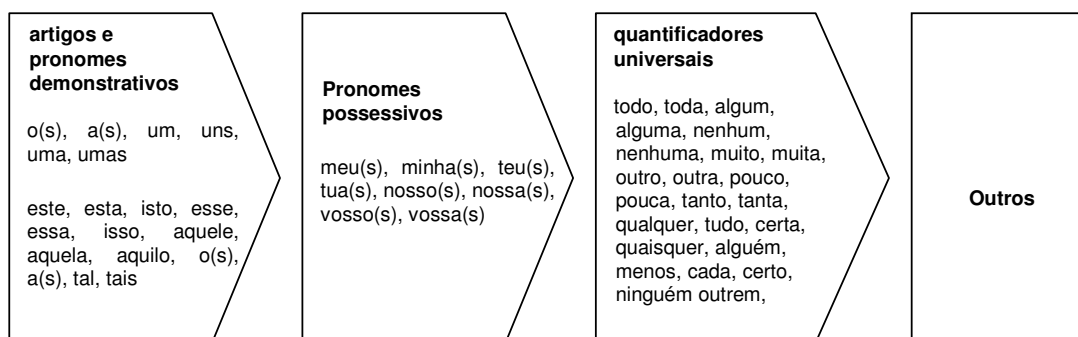 artigos e
pronomes
demonstrativos
o(s), a(s), um, uns,
uma, umas
este, esta, isto, esse,
essa, isso, aquele,
aquela, aquilo, o(s),
a(s), tal, tais
Pronomes
possessivos
meu(s), minha(s), teu(s),
tua(s), nosso(s), nossa(s),
vosso(s), vossa(s)
quantificadores
universais
todo, toda, algum,
alguma, nenhum,
nenhuma, muito, muita,
outro, outra, pouco,
pouca, tanto, tanta,
qualquer, tudo, certa,
quaisquer, alguém,
menos, cada, certo,
ninguém outrem,
Outros